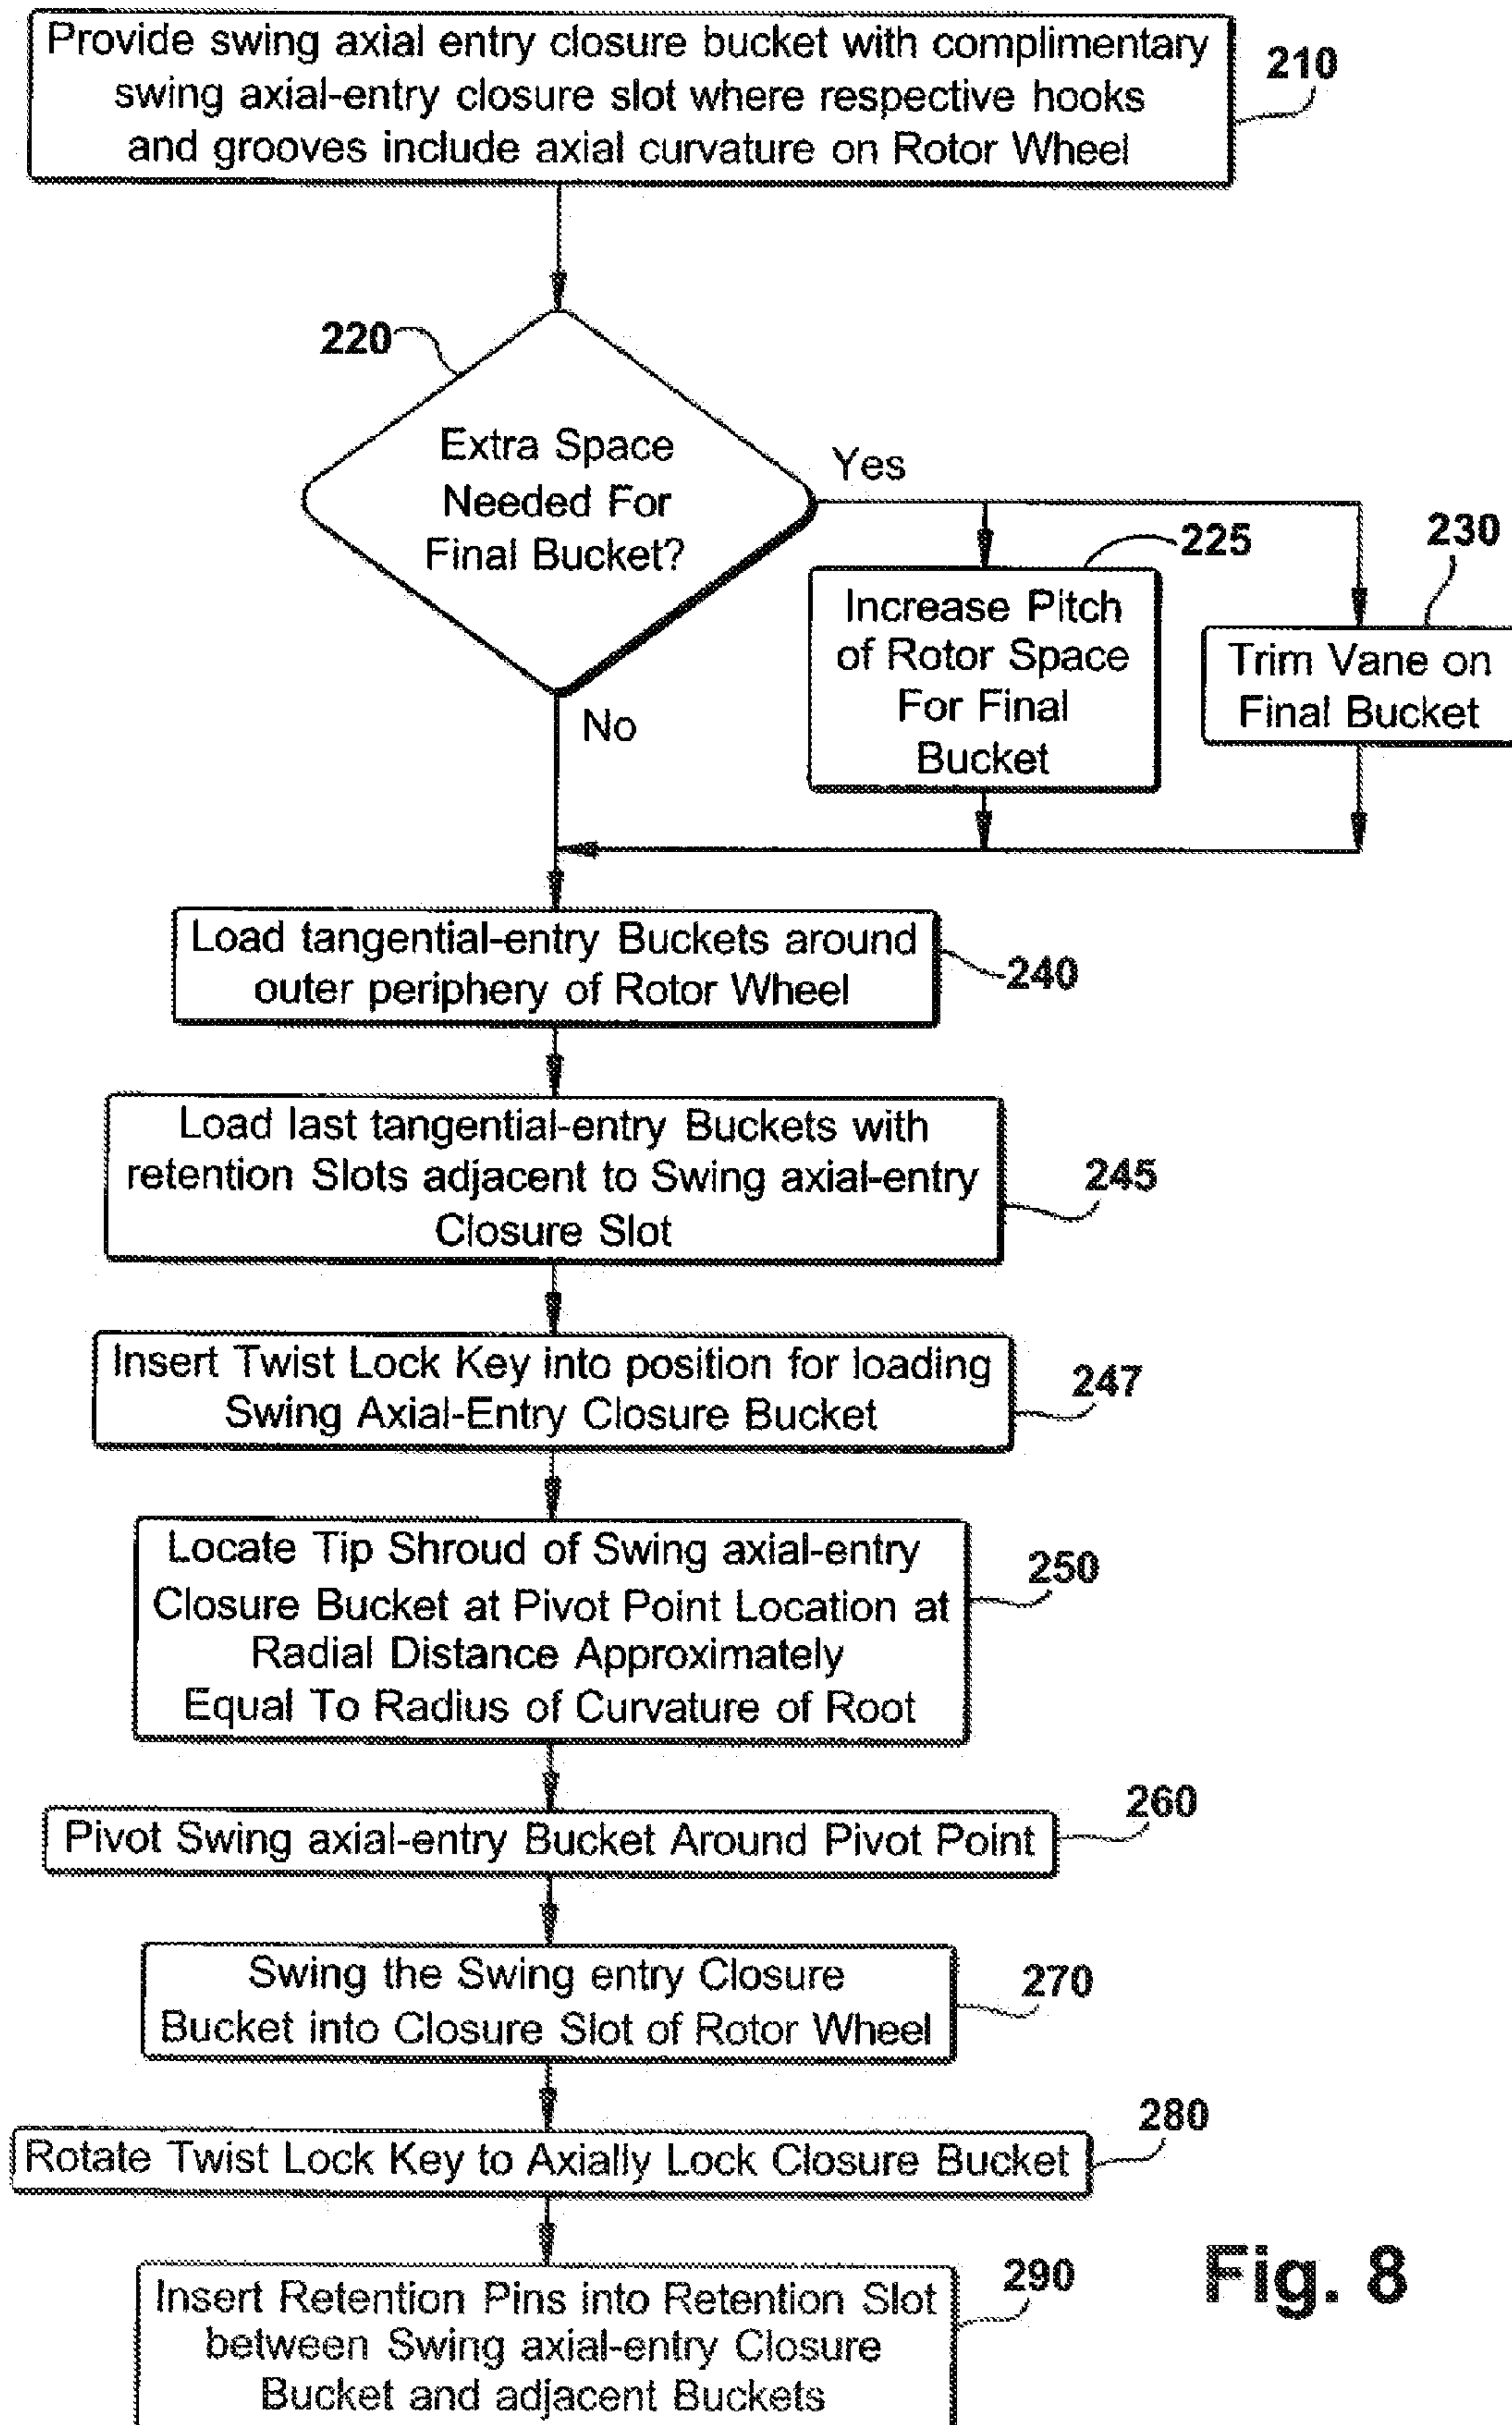 Provide swing axial entry closure bucket with complimentary
swing axial-entry closure slot where respective hooks
and grooves include axial curvature on Rotor Wheel
210
220
Extra Space
Needed For
Final Bucket?
Yes
No
225
Increase Pitch
of Rotor Space
For Final
Bucket
230
Trim Vane on
Final Bucket
Load tangential-entry Buckets around
outer periphery of Rotor Wheel
240
Load last tangential-entry Buckets with
retention Slots adjacent to Swing axial-entry
Closure Slot
245
Insert Twist Lock Key into position for loading
Swing Axial-Entry Closure Bucket
247
Locate Tip Shroud of Swing axial-entry
Closure Bucket at Pivot Point Location at
Radial Distance Approximately
Equal To Radius of Curvature of Root
250
Pivot Swing axial-entry Bucket Around Pivot Point
260
Swing the Swing entry Closure
Bucket into Closure Slot of Rotor Wheel
270
Rotate Twist Lock Key to Axially Lock Closure Bucket
280
Insert Retention Pins into Retention Slot
between Swing axial-entry Closure
Bucket and adjacent Buckets
290
Fig. 8